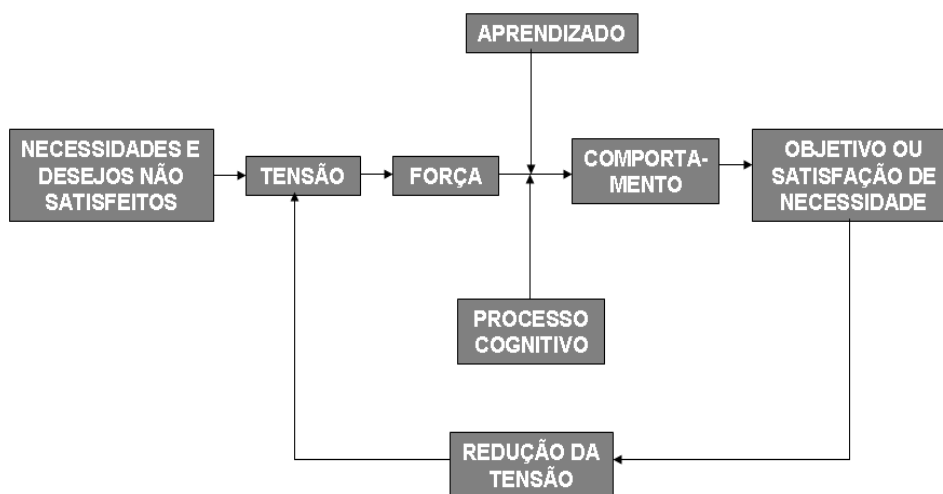 APRENDIZADO
NECESSIDADES E
DESEJOS NÃO
SATISFEITOS
TENSÃO
FORÇA
COMPORTA-
MENTO
OBJETIVO OU
SATISFAÇÃO DE
NECESSIDADE
PROCESSO
COGNITIVO
REDUÇÃO DA
TENSÃO